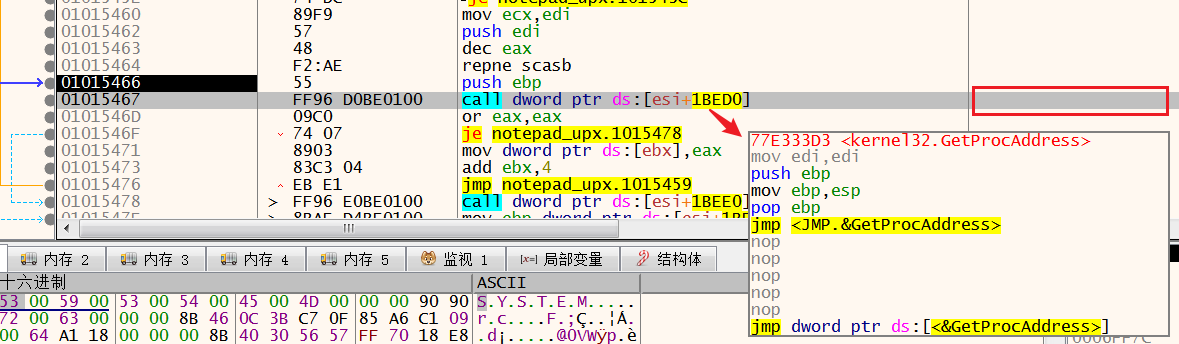 je notepad_upx.101545C
01015460 89F9 mov ecx,edi
01015462 57 push edi
01015463 48 dec eax
01015464 F2:AE repne scasb
01015466 55 push ebp
01015467 FF96 D0BE0100 call dword ptr ds:[esi+1BED0]
0101546D 09C0 or eax,eax
0101546F 74 07 je notepad_upx.1015478
01015471 8903 mov dword ptr ds:[ebx],eax
01015473 83C3 04 add ebx,4
01015476 EB E1 jmp notepad_upx.1015459
01015478 FF96 E0BE0100 call dword ptr ds:[esi+1BEE0]
77E333D3 <kernel32.GetProcAddress>
mov edi,edi
push ebp
mov ebp,esp
pop ebp
jmp <JMP.&GetProcAddress>
nop
nop
nop
nop
nop
jmp dword ptr ds:[<&GetProcAddress>]
内存 2 内存 3 内存 4 内存 5 监视 1 [x=] 局部变量 结构体
十六进制 ASCII
53 00 59 00 53 00 54 00 45 00 4D 00 00 00 90 90 S.Y.S.T.E.M.....
72 00 63 00 00 00 8B 46 0C 3B C7 0F 85 A6 C1 09 r.c....F.;Ç..¦Á.
00 64 A1 18 00 00 00 8B 40 30 56 57 FF 70 18 E8 .d¡.....@0VWÿp.è